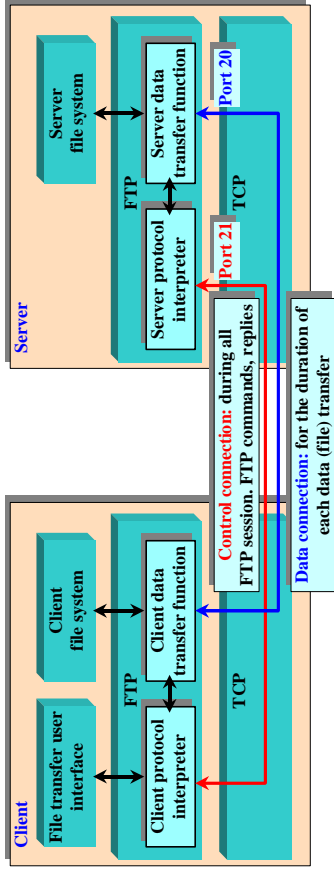 Client
File transfer user
interface
Client
file system
FTP
Client protocol
interpreter
Client data
transfer function
TCP
Control connection: during all
FTP session. FTP commands, replies
Data connection: for the duration of
each data (file) transfer
Server
Server
file system
FTP
Server protocol
interpreter
Server data
transfer function
Port 21
Port 20
TCP